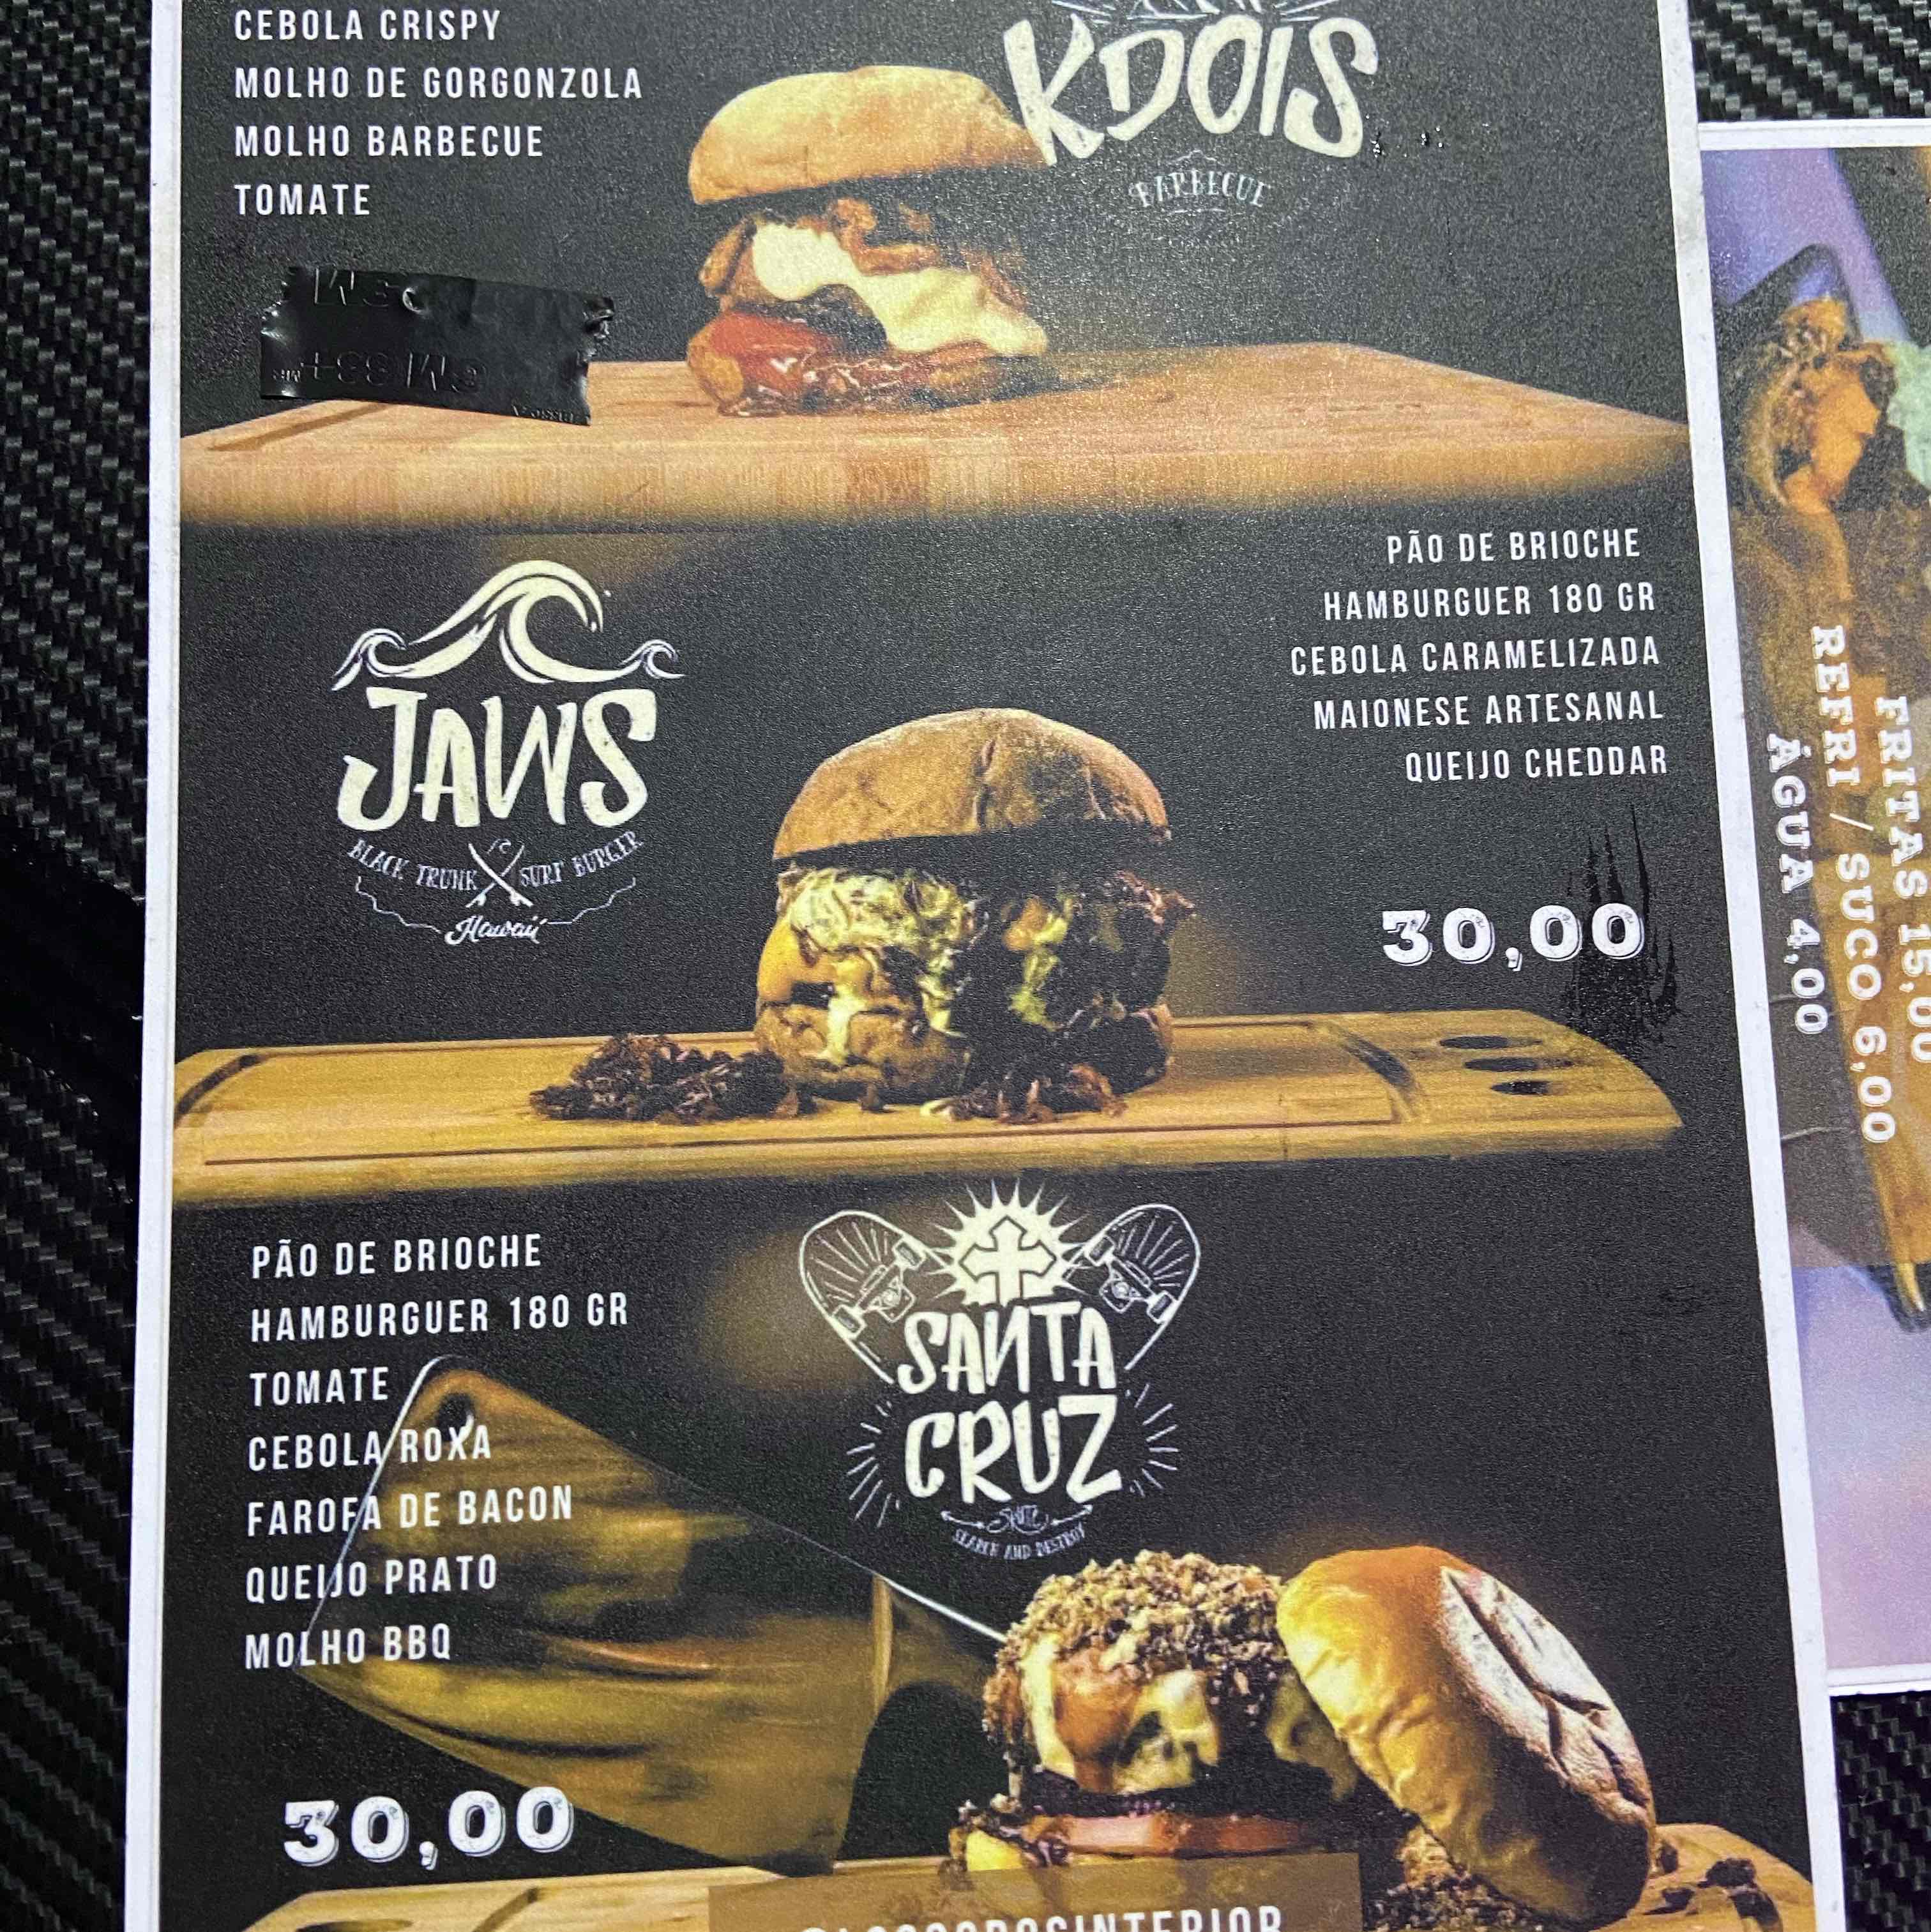 CEBOLA CRISPY
MOLHO DE GORGONZOLA
MOLHO BARBECUE
TOMATE
KDOIS
BARBECUE
JAWS
BLACK TRUNK SURF BURGER
Hawaii
PÃO DE BRIOCHE
HAMBURGUER 180 GR
CEBOLA CARAMELIZADA
MAIONESE ARTESANAL
QUEIJO CHEDDAR
30,00
SANTA
CRUZ
SKATE
SEARCH AND DESTROY
PÃO DE BRIOCHE
HAMBURGUER 180 GR
TOMATE
CEBOLA ROXA
FAROFA DE BACON
QUEIJO PRATO
MOLHO BBQ
30,00
FRITAS 15,00
REFRI / SUCO 6,00
ÁGUA 4,00